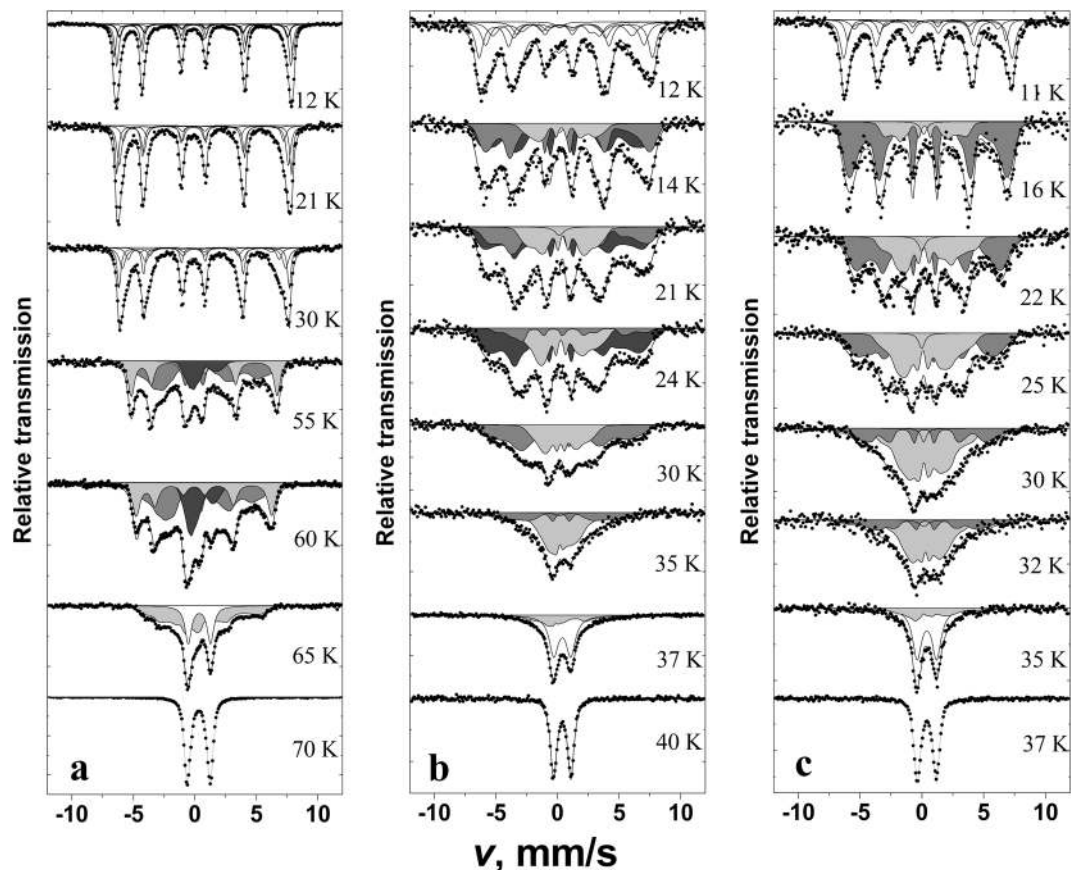 Relative transmission
12 K
21 K
30 K
55 K
60 K
65 K
70 K
a
-10 -5 0 5 10
Relative transmission
12 K
14 K
21 K
24 K
30 K
35 K
37 K
40 K
b
-10 -5 0 5 10
Relative transmission
11 K
16 K
22 K
25 K
30 K
32 K
35 K
37 K
c
-10 -5 0 5 10
v, mm/s